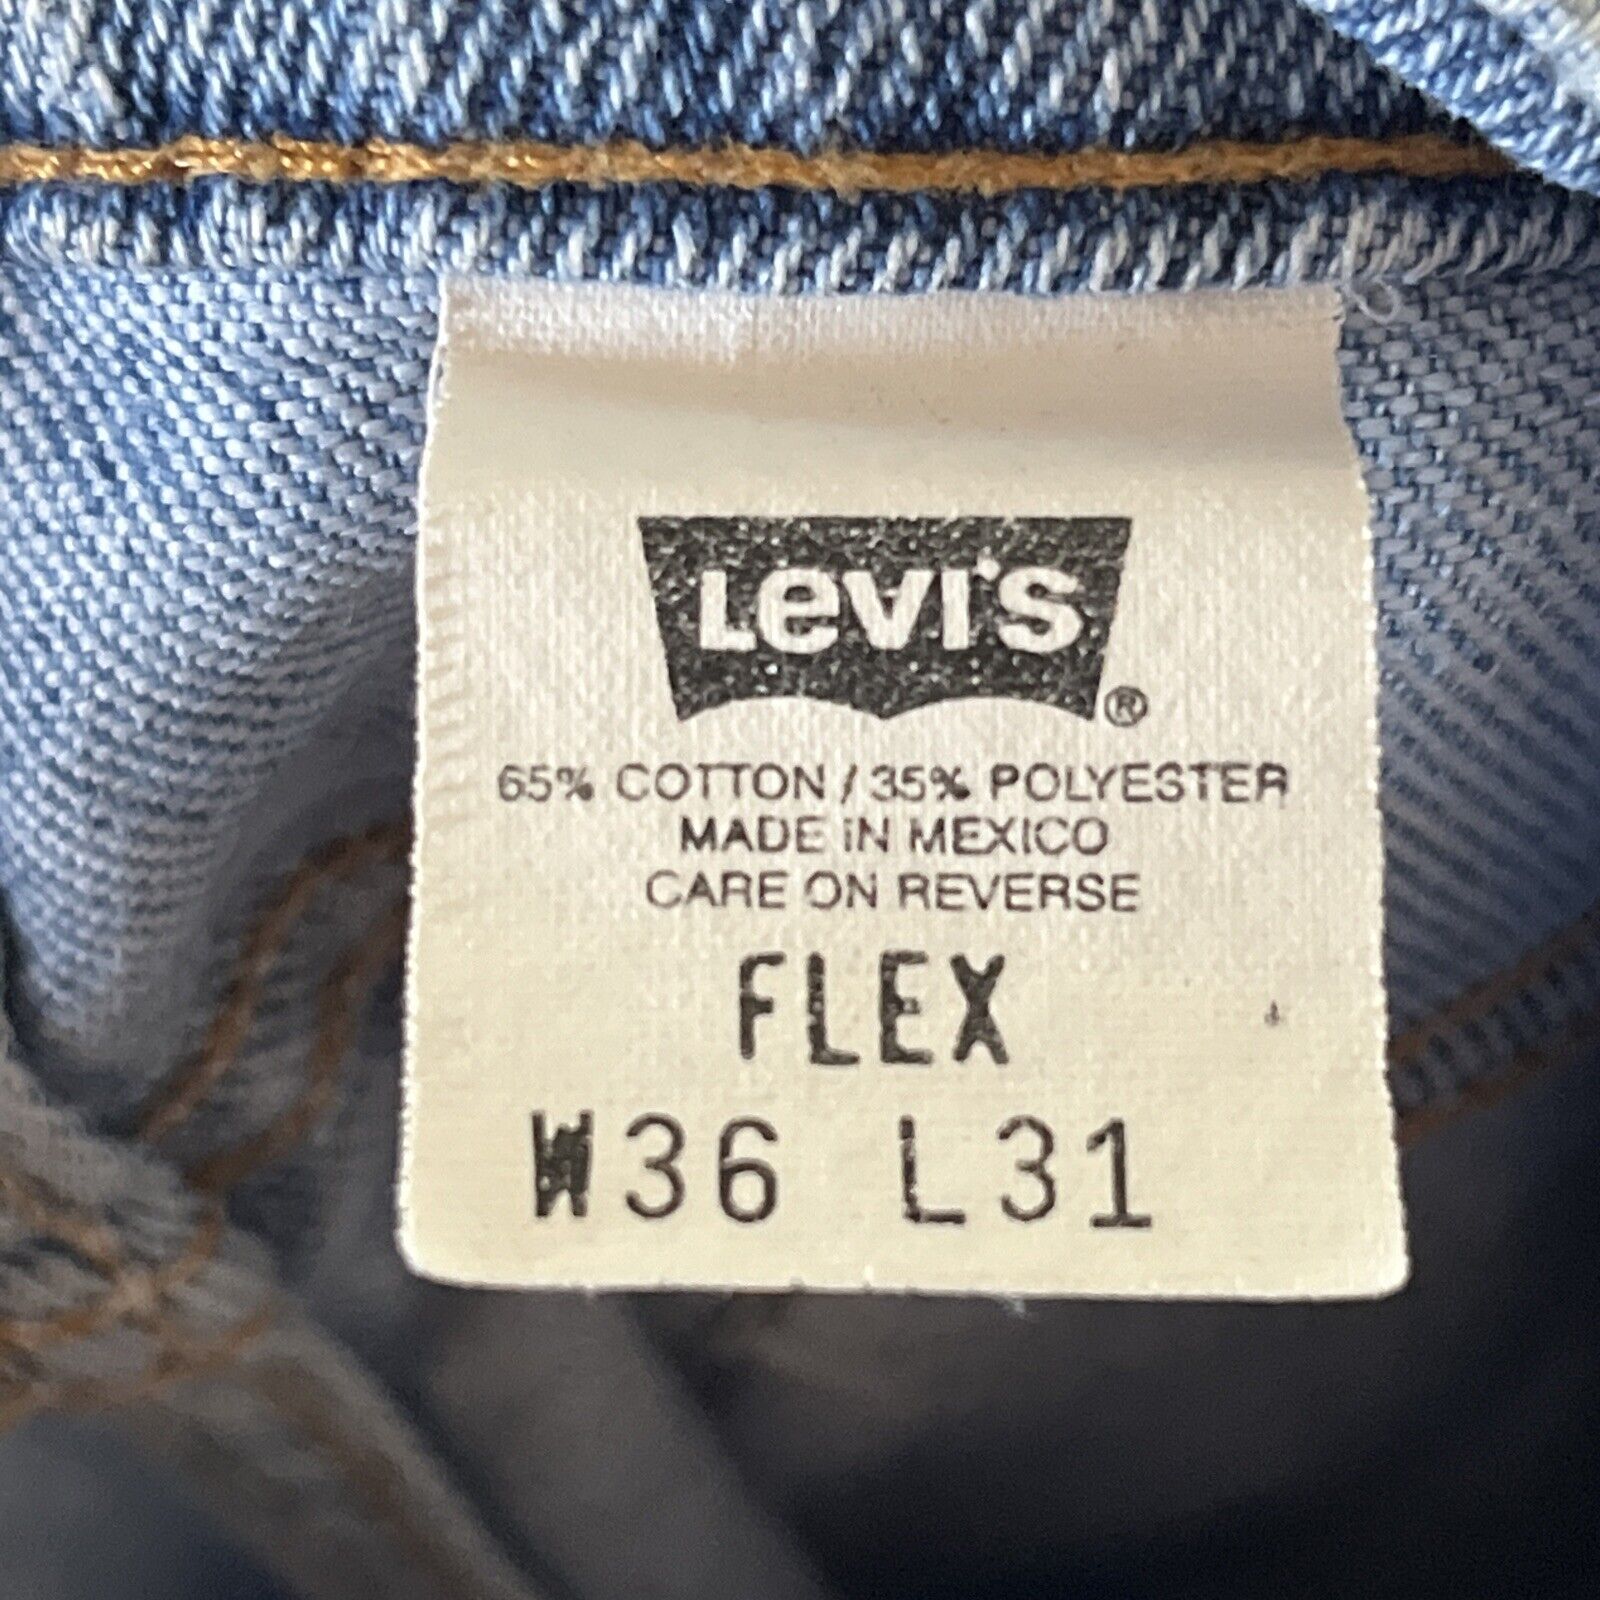 Levi's ®
65% COTTON / 35% POLYESTER
MADE IN MEXICO
CARE ON REVERSE
FLEX
W36 L31